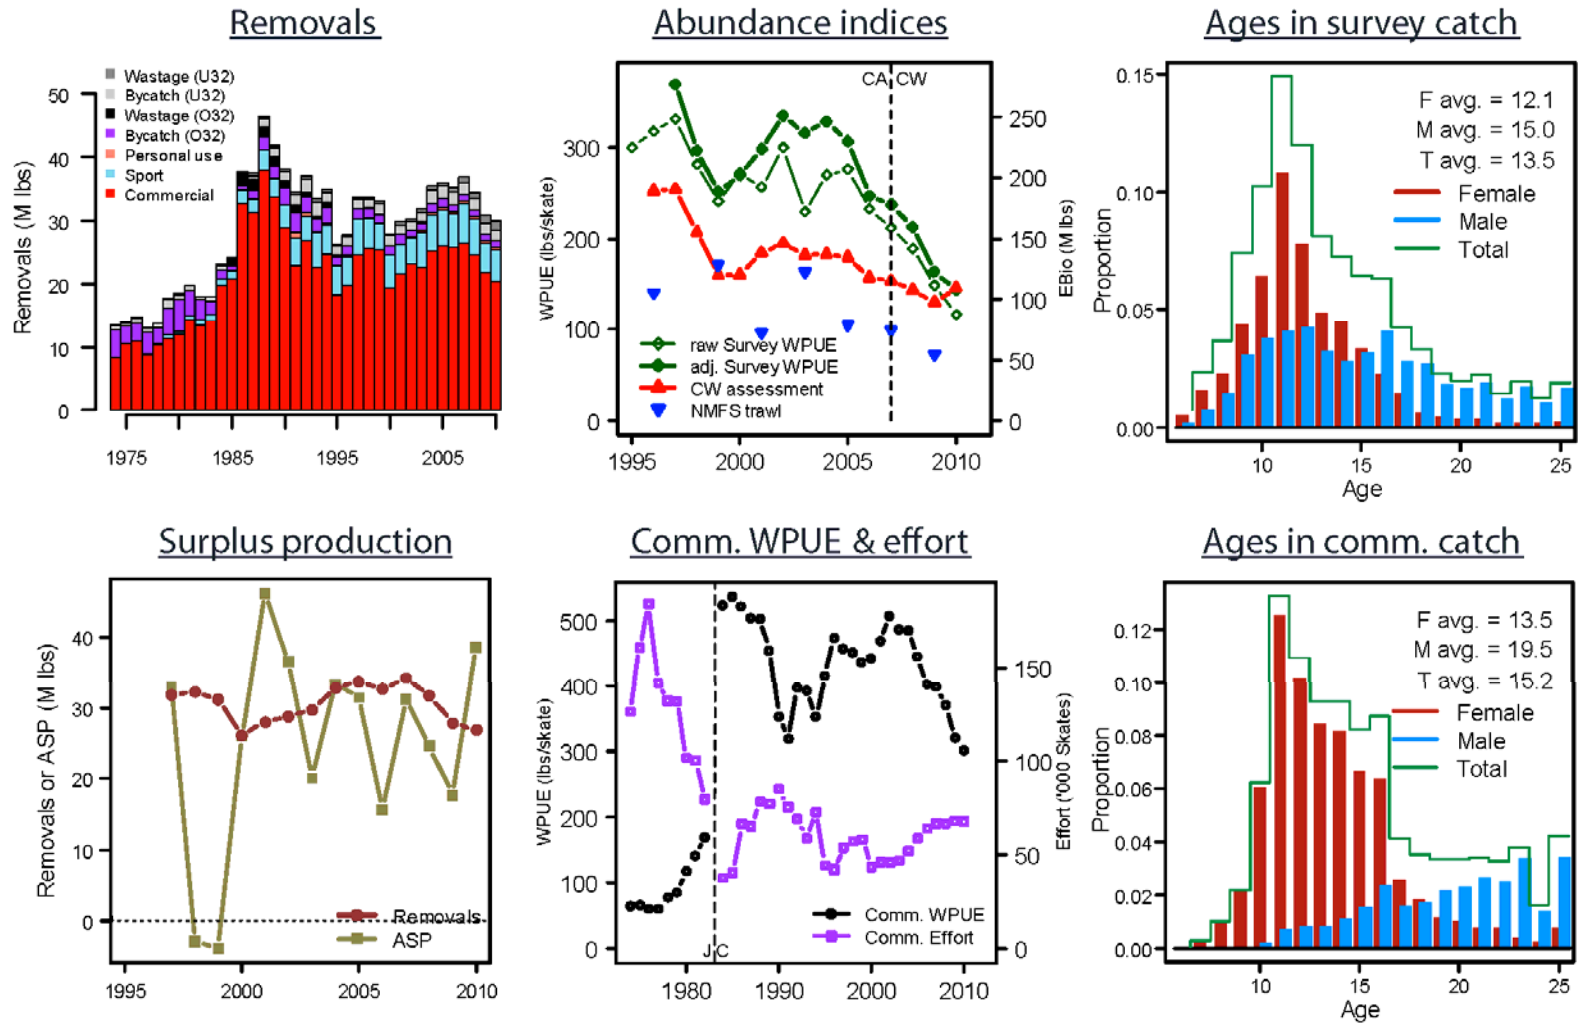 Removals
Wastage (U32)
Bycatch (U32)
Wastage (O32)
Bycatch (O32)
Personal use
Sport
Commercial
Removals (M lbs)
50
40
30
20
10
0
1975
1985
1995
2005
Abundance indices
CA CW
WPUE (lbs/skate)
300
200
100
0
EBio (M lbs)
250
200
150
100
50
0
raw Survey WPUE
adj. Survey WPUE
CW assessment
NMFS trawl
1995
2000
2005
2010
Ages in survey catch
F avg. = 12.1
M avg. = 15.0
T avg. = 13.5
Female
Male
Total
Proportion
0.15
0.10
0.05
0.00
10
15
20
25
Age
Surplus production
Removals or ASP (M lbs)
40
30
20
10
0
Removals
ASP
1995
2000
2005
2010
Comm. WPUE & effort
WPUE (lbs/skate)
500
400
300
200
100
0
Effort ('000 Skates)
150
100
50
0
J C
Comm. WPUE
Comm. Effort
1980
1990
2000
2010
Ages in comm. catch
F avg. = 13.5
M avg. = 19.5
T avg. = 15.2
Female
Male
Total
Proportion
0.12
0.10
0.08
0.06
0.04
0.02
0.00
10
15
20
25
Age